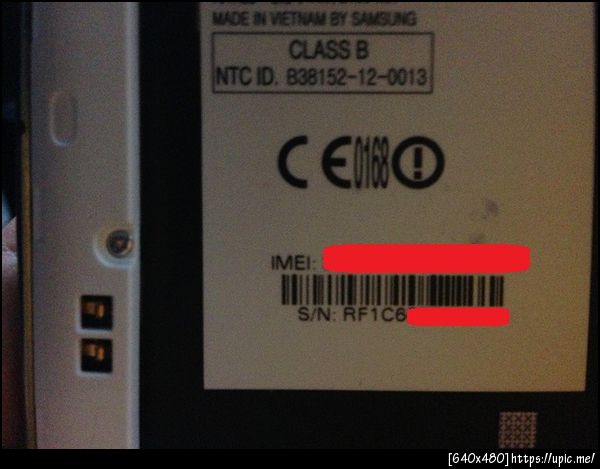 MADE IN VIETNAM BY SAMSUNG
CLASS B
NTC ID. B38152-12-0013
CE0168
IMEI:
S/N: RF1C6
[640x480]https://upic.me/